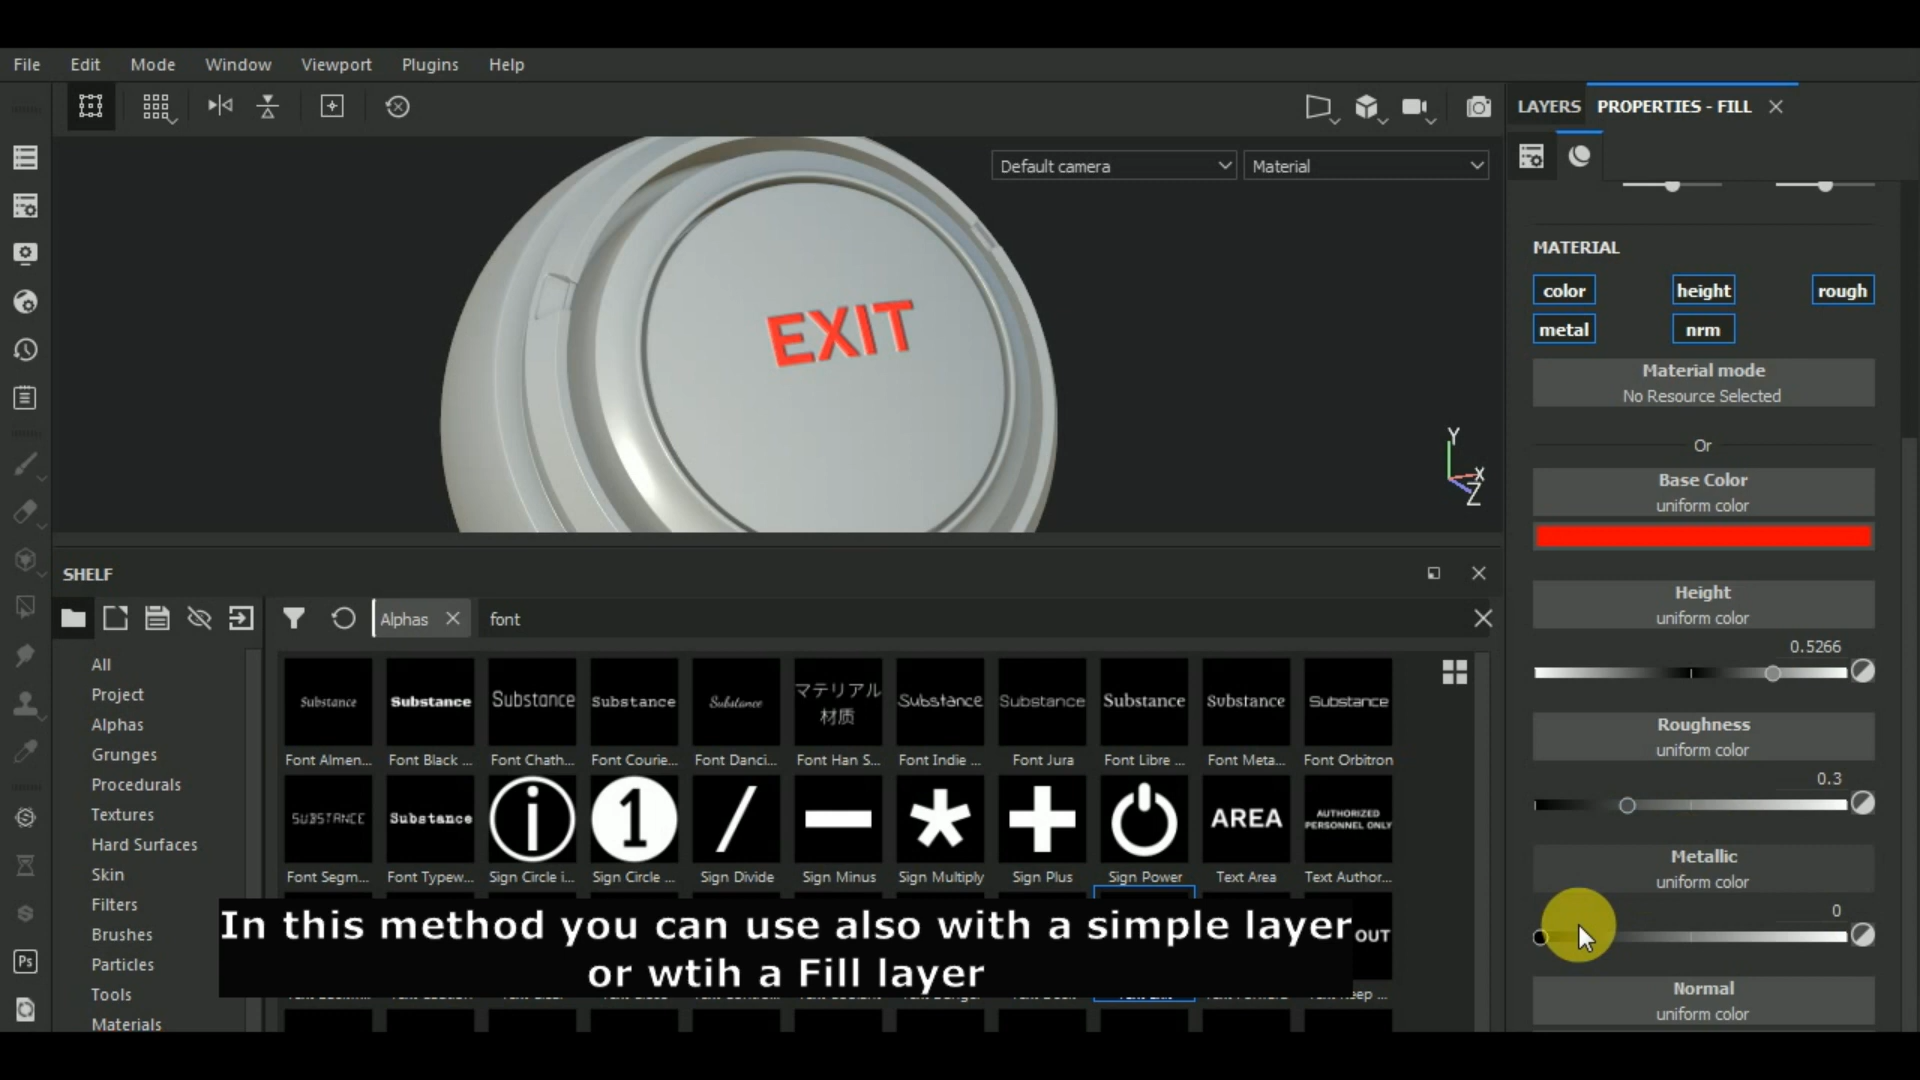 File Edit Mode Window Viewport Plugins Help
LAYERS PROPERTIES - FILL
Default camera Material
EXIT
Y
X
Z
MATERIAL
color height rough
metal nrm
Material mode
No Resource Selected
Or
Base Color
uniform color
Height
uniform color
0.5266
Roughness
uniform color
0.3
Metallic
uniform color
0
Normal
uniform color
SHELF
Alphas font
All
Project
Alphas
Grunges
Procedurals
Textures
Hard Surfaces
Skin
Filters
Brushes
Particles
Tools
Materials
Ps
Substance Substance Substance Substance Substance マテリアル Substance Substance Substance Substance Substance
材质
Font Almen... Font Black ... Font Chath... Font Courie... Font Danci... Font Han S... Font Indie ... Font Jura Font Libre ... Font Meta... Font Orbitron
SUBSTANCE Substance i 1 AREA AUTHORIZED
PERSONNEL ONLY
Font Segm... Font Typew... Sign Circle i... Sign Circle ... Sign Divide Sign Minus Sign Multiply Sign Plus Sign Power Text Area Text Author...
In this method you can use also with a simple layer
or wtih a Fill layer
OUT